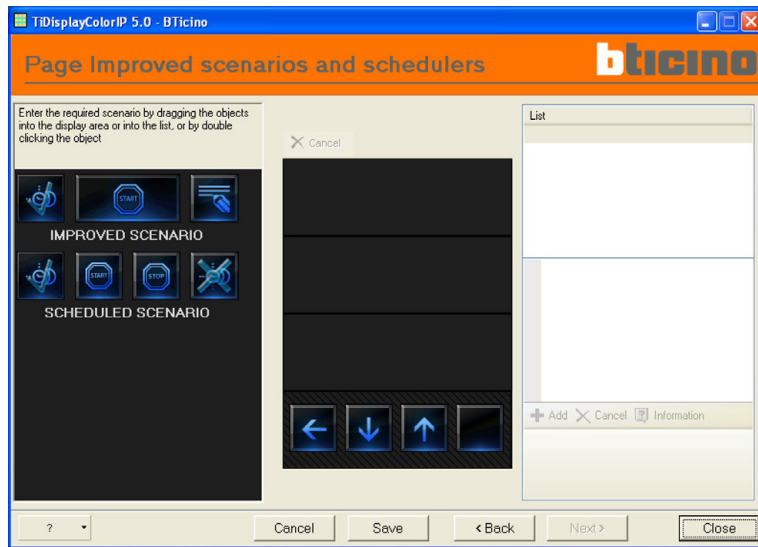 TiDisplayColorIP 5.0 - BTicino
Page Improved scenarios and schedulers
bticino
Enter the required scenario by dragging the objects
into the display area or into the list, or by double
clicking the object
START
IMPROVED SCENARIO
START
STOP
SCHEDULED SCENARIO
Cancel
List
Add Cancel Information
? Cancel Save < Back Next > Close